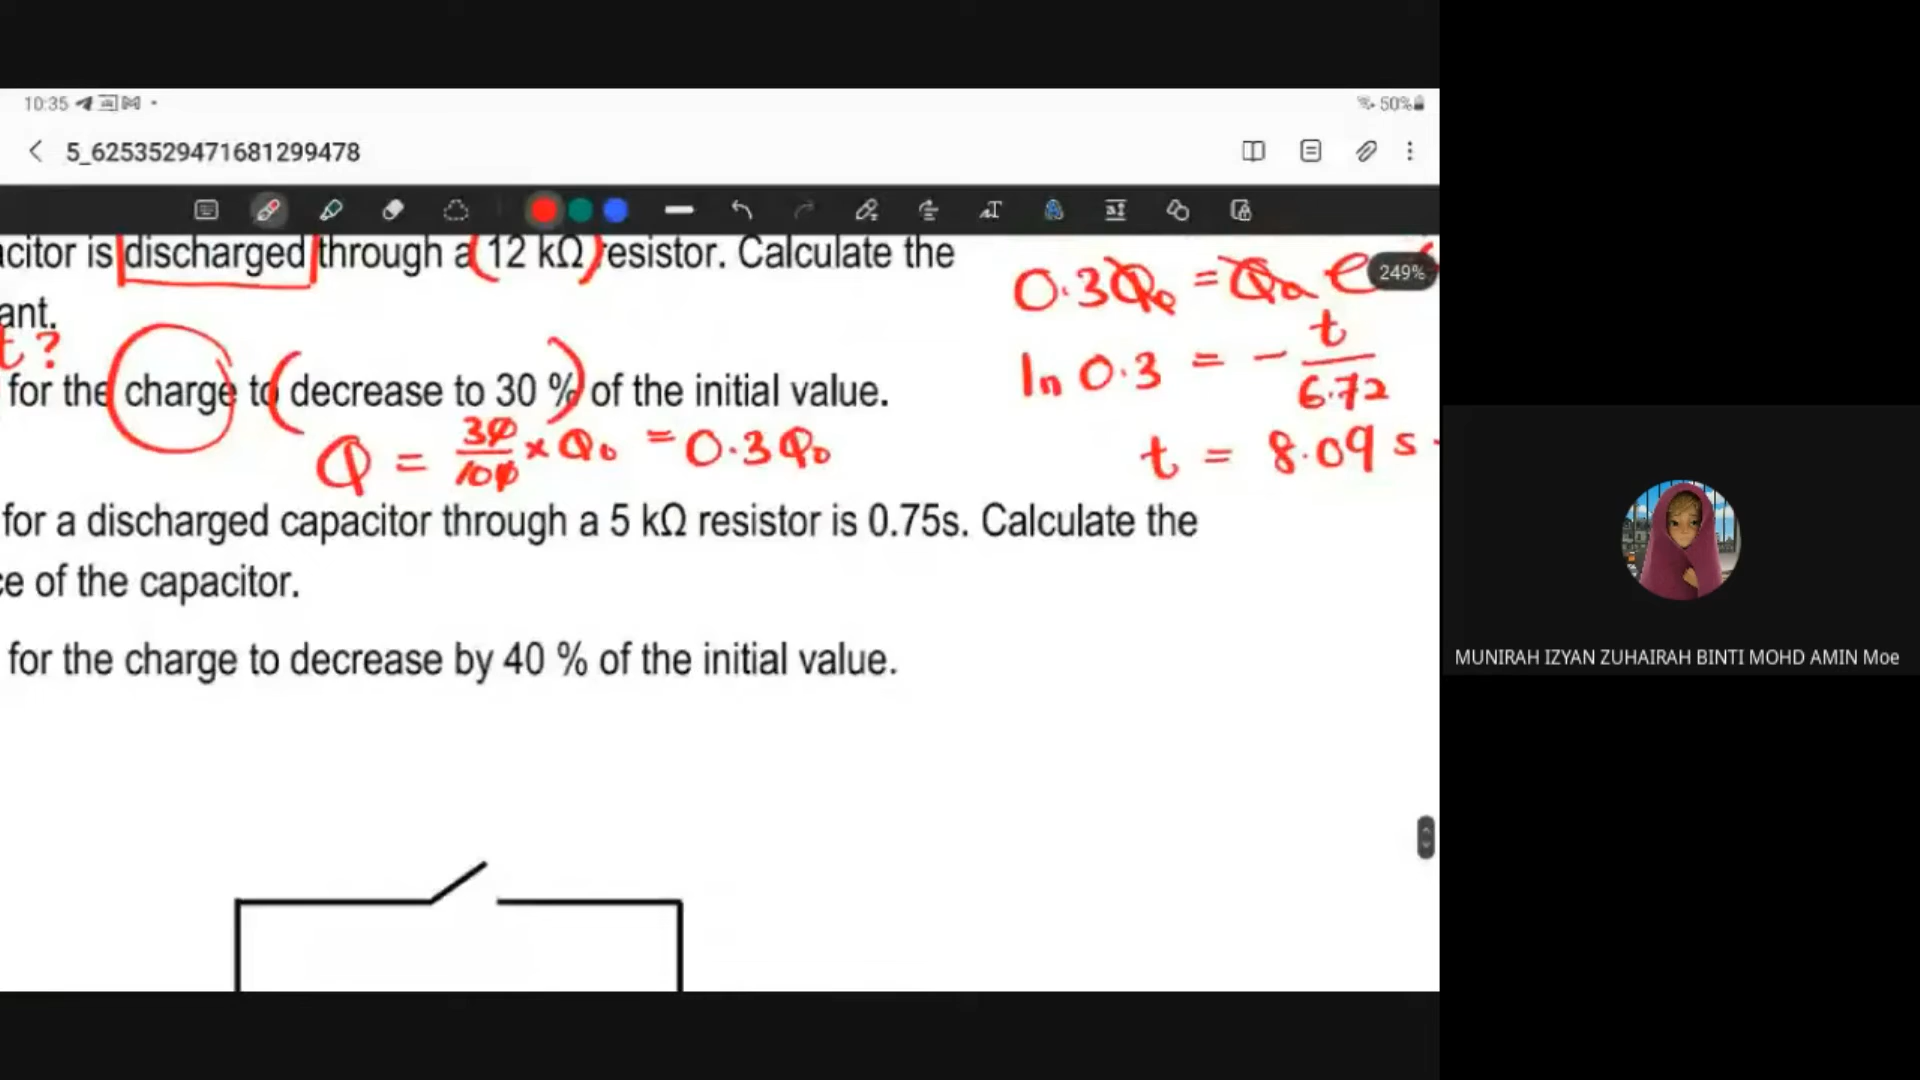 10:35
50%
5_6253529471681299478
citor is discharged through a (12 kΩ) resistor. Calculate the
ant.
t?
for the charge to (decrease to 30 %) of the initial value.
Q = 30/100 × Q₀ = 0.3Q₀
0.3Q₀ = Q₀ e
249%
ln 0.3 = - t/6.72
t = 8.09 s
for a discharged capacitor through a 5 kΩ resistor is 0.75s. Calculate the
ce of the capacitor.
for the charge to decrease by 40 % of the initial value.
MUNIRAH IZYAN ZUHAIRAH BINTI MOHD AMIN Moe